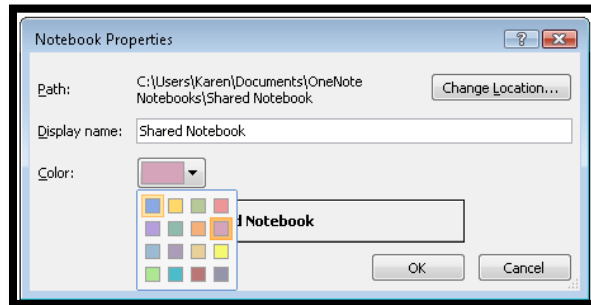 Notebook Properties
Path:
C:\Users\Karen\Documents\OneNote
Notebooks\Shared Notebook
Change Location...
Display name:
Shared Notebook
Color:
Notebook
OK
Cancel